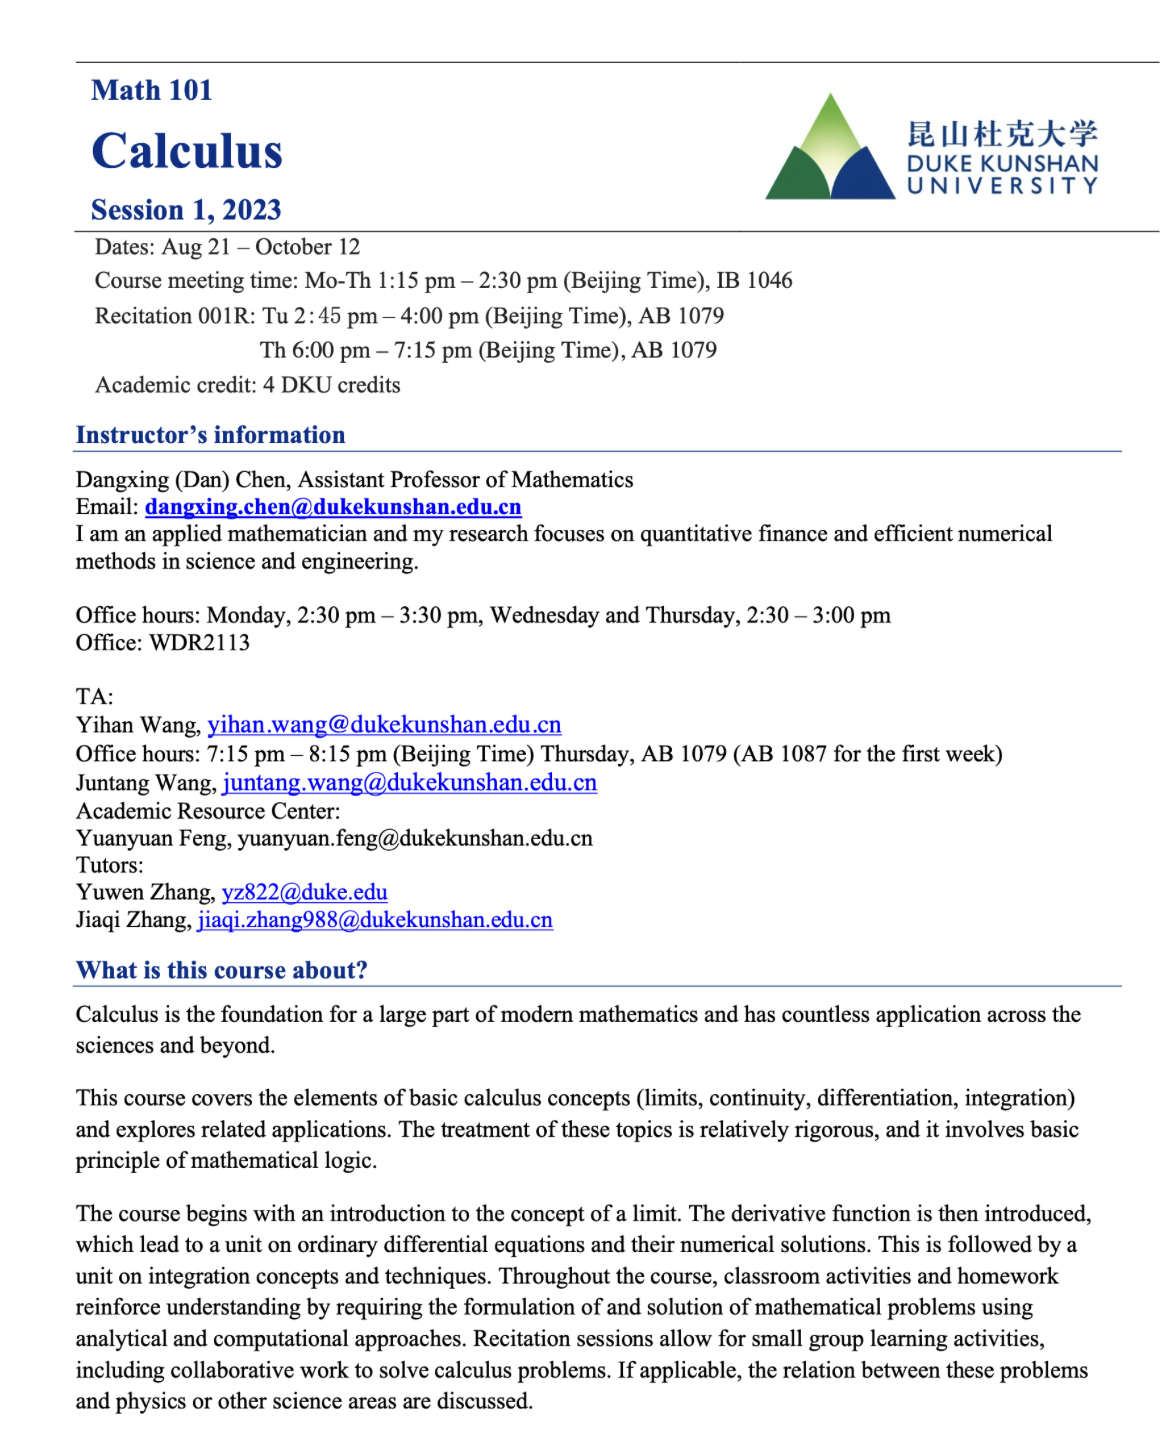 Math 101
Calculus
Session 1, 2023
昆山杜克大学
DUKE KUNSHAN
UNIVERSITY
Dates: Aug 21 – October 12
Course meeting time: Mo-Th 1:15 pm – 2:30 pm (Beijing Time), IB 1046
Recitation 001R: Tu 2:45 pm – 4:00 pm (Beijing Time), AB 1079
Th 6:00 pm – 7:15 pm (Beijing Time), AB 1079
Academic credit: 4 DKU credits
Instructor’s information
Dangxing (Dan) Chen, Assistant Professor of Mathematics
Email: dangxing.chen@dukekunshan.edu.cn
I am an applied mathematician and my research focuses on quantitative finance and efficient numerical
methods in science and engineering.
Office hours: Monday, 2:30 pm – 3:30 pm, Wednesday and Thursday, 2:30 – 3:00 pm
Office: WDR2113
TA:
Yihan Wang, yihan.wang@dukekunshan.edu.cn
Office hours: 7:15 pm – 8:15 pm (Beijing Time) Thursday, AB 1079 (AB 1087 for the first week)
Juntang Wang, juntang.wang@dukekunshan.edu.cn
Academic Resource Center:
Yuanyuan Feng, yuanyuan.feng@dukekunshan.edu.cn
Tutors:
Yuwen Zhang, yz822@duke.edu
Jiaqi Zhang, jiaqi.zhang988@dukekunshan.edu.cn
What is this course about?
Calculus is the foundation for a large part of modern mathematics and has countless application across the
sciences and beyond.
This course covers the elements of basic calculus concepts (limits, continuity, differentiation, integration)
and explores related applications. The treatment of these topics is relatively rigorous, and it involves basic
principle of mathematical logic.
The course begins with an introduction to the concept of a limit. The derivative function is then introduced,
which lead to a unit on ordinary differential equations and their numerical solutions. This is followed by a
unit on integration concepts and techniques. Throughout the course, classroom activities and homework
reinforce understanding by requiring the formulation of and solution of mathematical problems using
analytical and computational approaches. Recitation sessions allow for small group learning activities,
including collaborative work to solve calculus problems. If applicable, the relation between these problems
and physics or other science areas are discussed.